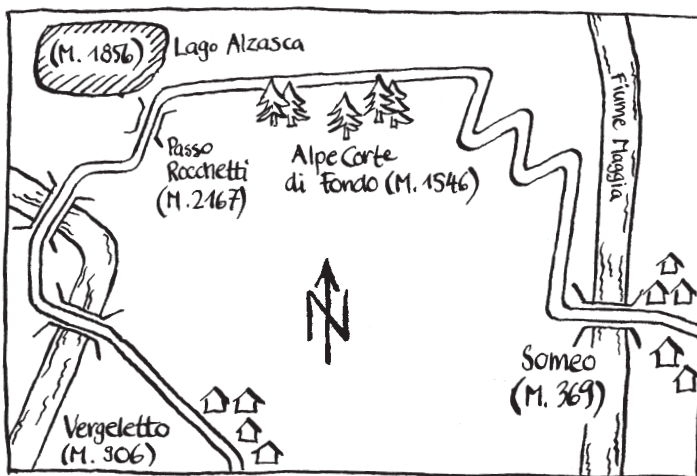 (M. 1856)
Lago Alzasca
Passo
Rocchetti
(M. 2167)
Alpe Corte
di Fondo (M. 1546)
Fiume Maggia
N
Someo
(M. 369)
Vergeletto
(M. 906)